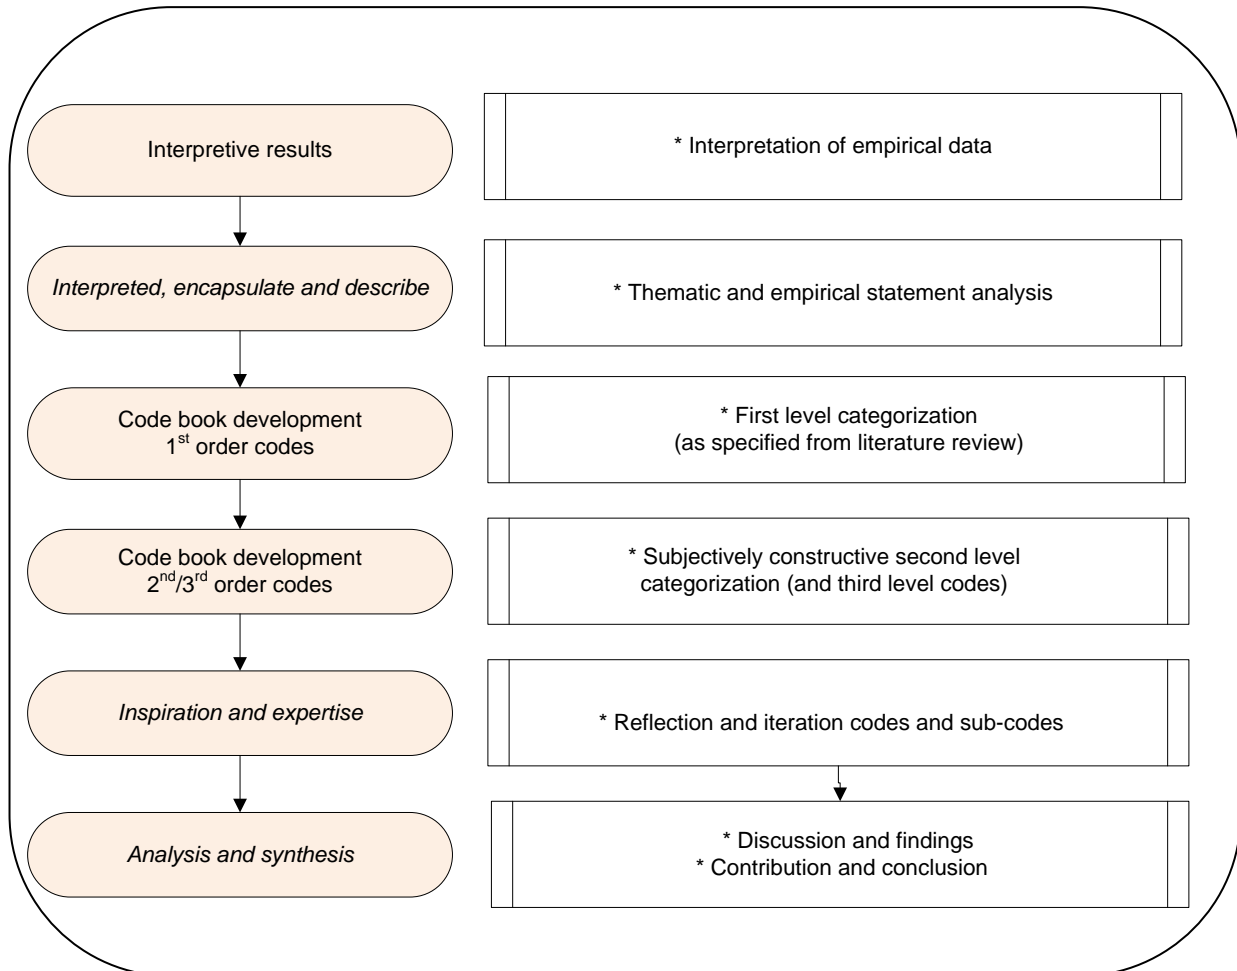 Interpretive results
* Interpretation of empirical data
Interpreted, encapsulate and describe
* Thematic and empirical statement analysis
Code book development
1st order codes
* First level categorization
(as specified from literature review)
Code book development
2nd/3rd order codes
* Subjectively constructive second level
categorization (and third level codes)
Inspiration and expertise
* Reflection and iteration codes and sub-codes
Analysis and synthesis
* Discussion and findings
* Contribution and conclusion